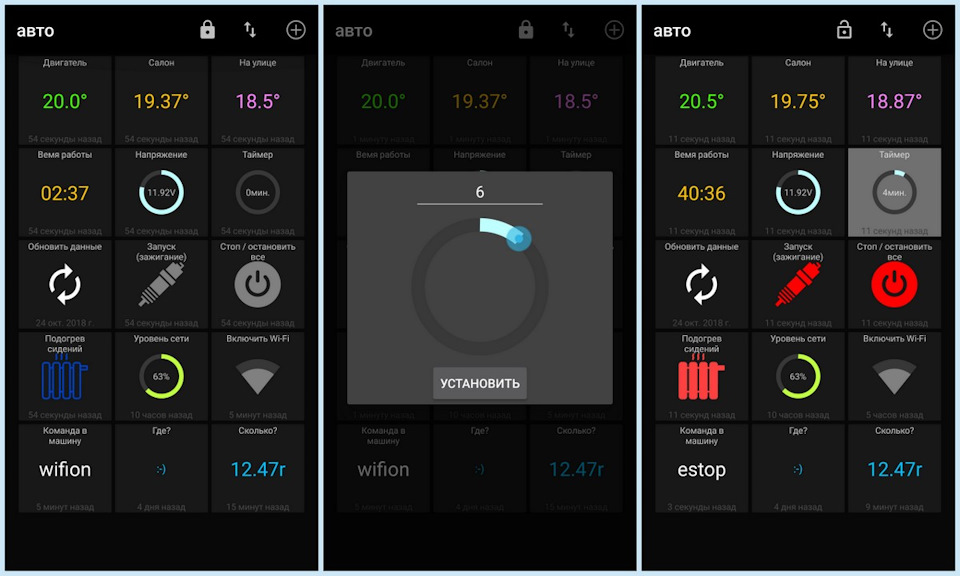 авто
Двигатель Салон На улице
20.0° 19.37° 18.5°
54 секунды назад 54 секунды назад 54 секунды назад
Вемя работы Напряжение Таймер
02:37 11.92V 0мин.
54 секунды назад 54 секунды назад 54 секунды назад
Обновить данные Запуск Стоп / остановить
(зажигание) все
24 окт. 2018 г. 54 секунды назад 54 секунды назад
Подогрев Уровень сети Включить Wi-Fi
сидений
63%
54 секунды назад 10 часов назад 5 минут назад
Команда в Где? Сколько?
машину
wifion :-) 12.47r
5 минут назад 4 дня назад 15 минут назад
авто
Двигатель Салон На улице
20.0° 19.37° 18.5°
1 минуту назад 1 минуту назад 1 минуту назад
Вемя работы Напряжение Таймер
6
УСТАНОВИТЬ
Команда в Где? Сколько?
машину
wifion :-) 12.47r
4 дня назад 15 минут назад
авто
Двигатель Салон На улице
20.5° 19.75° 18.87°
11 секунд назад 11 секунд назад 11 секунд назад
Вемя работы Напряжение Таймер
40:36 11.92V 4мин.
11 секунд назад 11 секунд назад 11 секунд назад
Обновить данные Запуск Стоп / остановить
(зажигание) все
24 окт. 2018 г. 11 секунд назад 11 секунд назад
Подогрев Уровень сети Включить Wi-Fi
сидений
63%
11 секунд назад 10 часов назад 5 часов назад
Команда в Где? Сколько?
машину
estop :-) 12.47r
3 секунды назад 4 дня назад 9 минут назад